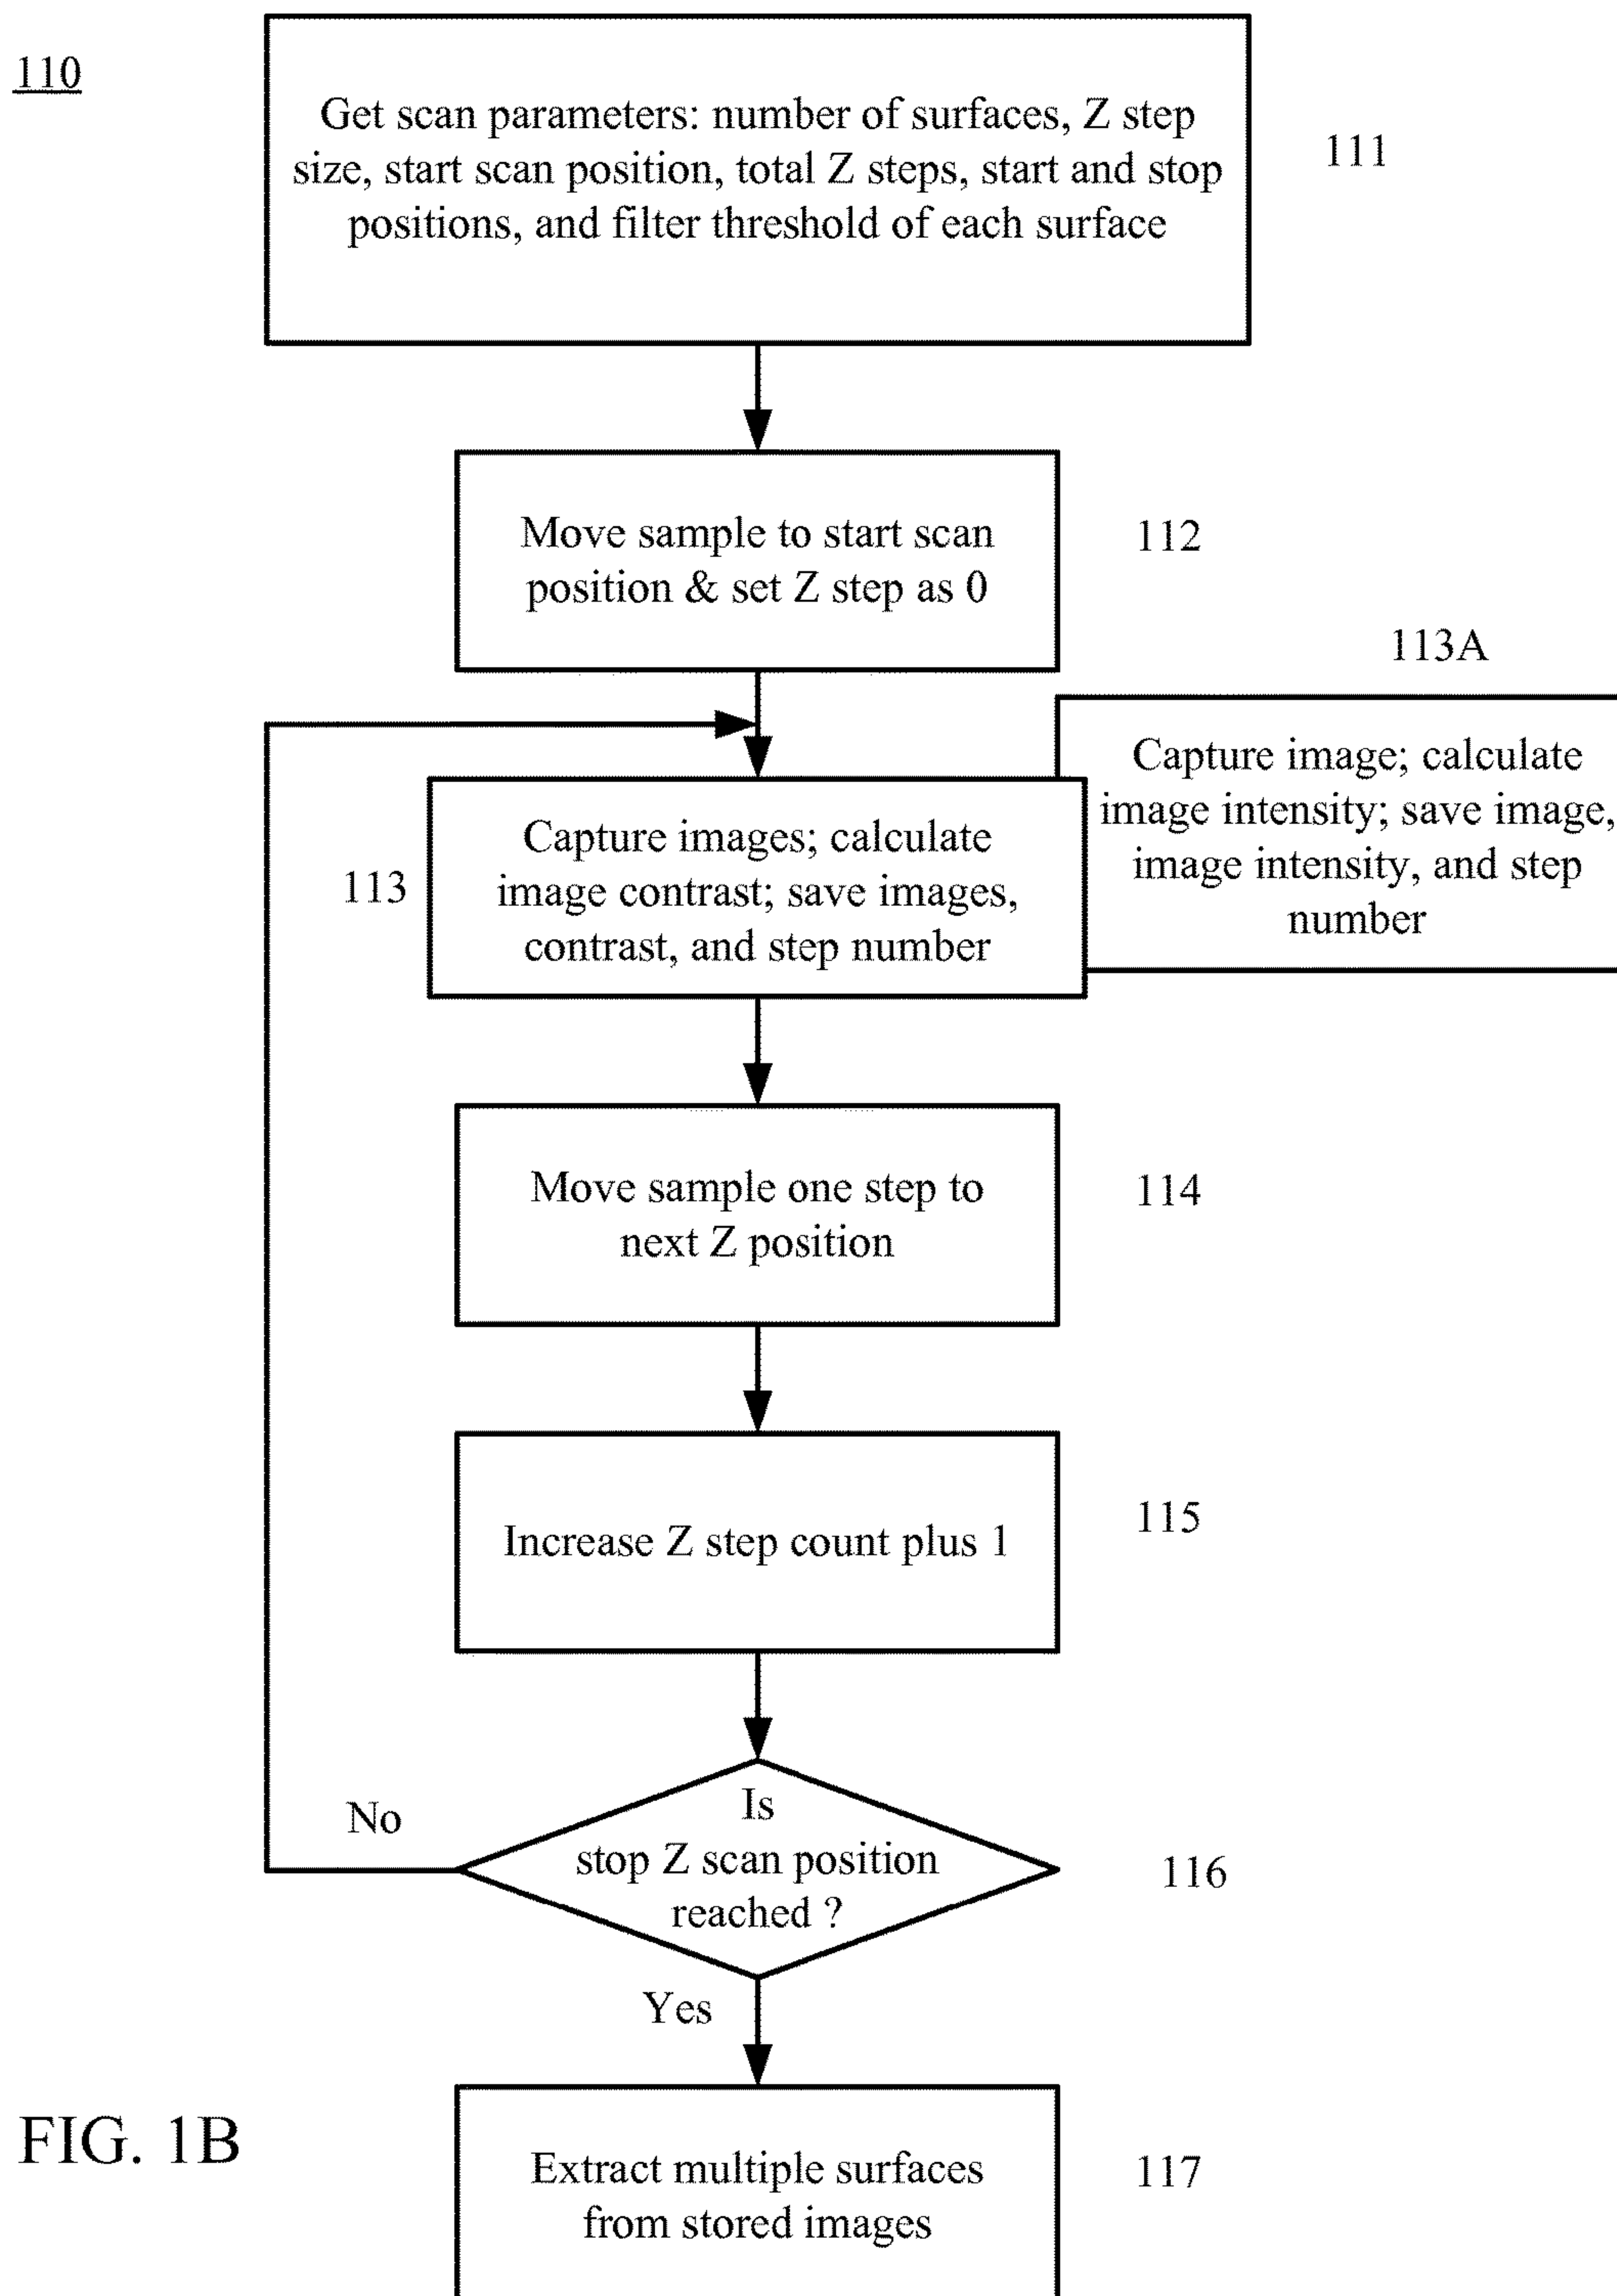 110
Get scan parameters: number of surfaces, Z step
size, start scan position, total Z steps, start and stop
positions, and filter threshold of each surface
111
Move sample to start scan
position & set Z step as 0
112
113A
Capture image; calculate
image intensity; save image,
image intensity, and step
number
113
Capture images; calculate
image contrast; save images,
contrast, and step number
Move sample one step to
next Z position
114
Increase Z step count plus 1
115
Is
stop Z scan position
reached ?
116
No
Yes
Extract multiple surfaces
from stored images
117
FIG. 1B